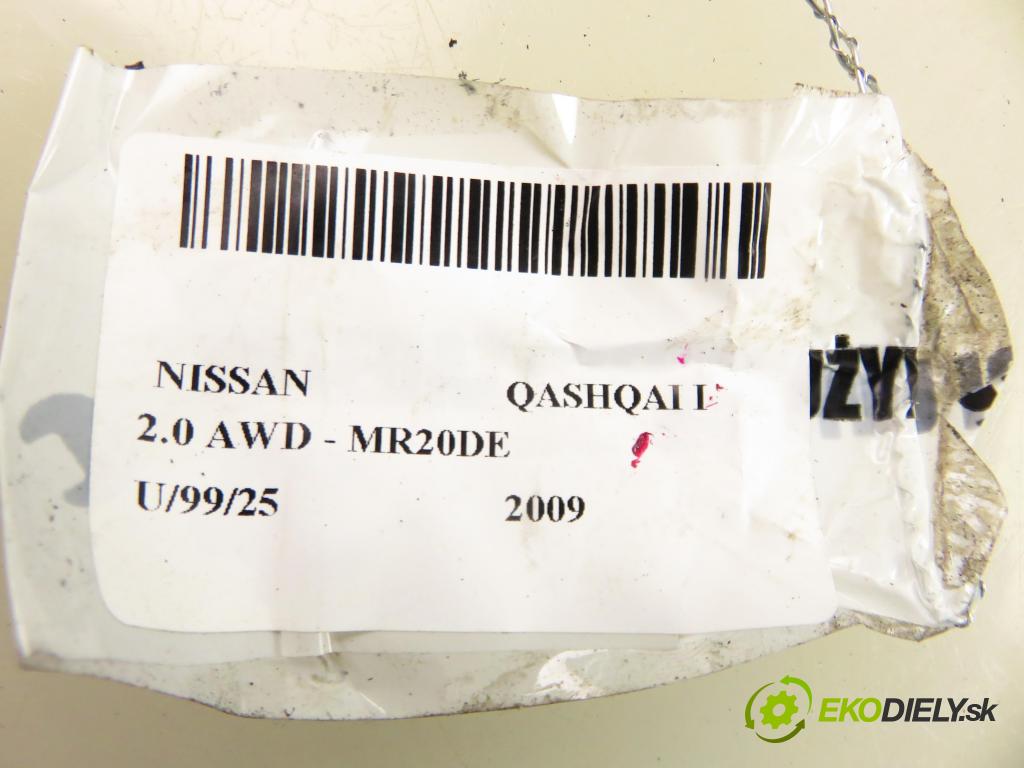 NISSAN QASHQAI I
2.0 AWD - MR20DE
U/99/25 2009
EKODIELY.sk